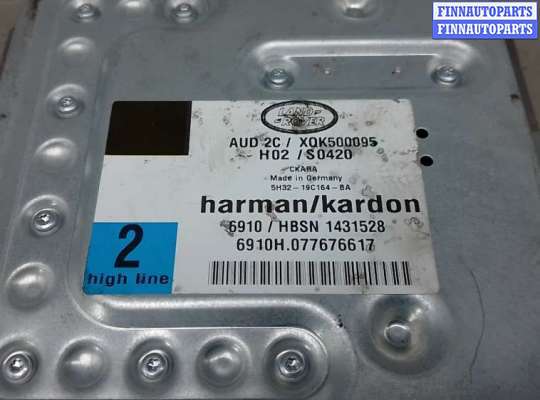 FINNAUTOPARTS
FINNAUTOPARTS
LAND-
ROVER
AUD 2C / XQK500095
H02 / S0420
Made in Germany
5H32-19C164-BA
harman/kardon
6910 / HBSN 1431528
6910H.077676617
2
high line